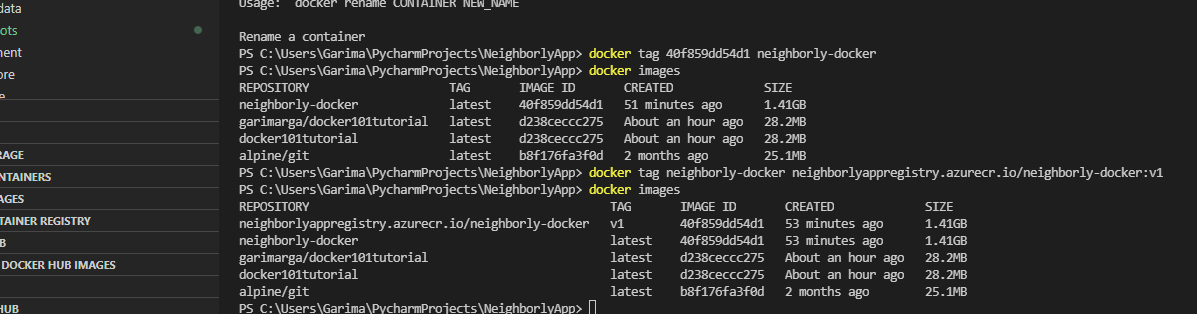 data
ots
ment
ore
e
RAGE
NTAINERS
AGES
TAINER REGISTRY
B
DOCKER HUB IMAGES
HUB
Usage:  docker rename CONTAINER NEW_NAME
Rename a container
PS C:\Users\Garima\PycharmProjects\NeighborlyApp> docker tag 40f859dd54d1 neighborly-docker
PS C:\Users\Garima\PycharmProjects\NeighborlyApp> docker images
REPOSITORY TAG IMAGE ID CREATED SIZE
neighborly-docker latest 40f859dd54d1 51 minutes ago 1.41GB
garimarga/docker101tutorial latest d238ceccc275 About an hour ago 28.2MB
docker101tutorial latest d238ceccc275 About an hour ago 28.2MB
alpine/git latest b8f176fa3f0d 2 months ago 25.1MB
PS C:\Users\Garima\PycharmProjects\NeighborlyApp> docker tag neighborly-docker neighborlyappregistry.azurecr.io/neighborly-docker:v1
PS C:\Users\Garima\PycharmProjects\NeighborlyApp> docker images
REPOSITORY TAG IMAGE ID CREATED SIZE
neighborlyappregistry.azurecr.io/neighborly-docker v1 40f859dd54d1 53 minutes ago 1.41GB
neighborly-docker latest 40f859dd54d1 53 minutes ago 1.41GB
garimarga/docker101tutorial latest d238ceccc275 About an hour ago 28.2MB
docker101tutorial latest d238ceccc275 About an hour ago 28.2MB
alpine/git latest b8f176fa3f0d 2 months ago 25.1MB
PS C:\Users\Garima\PycharmProjects\NeighborlyApp>